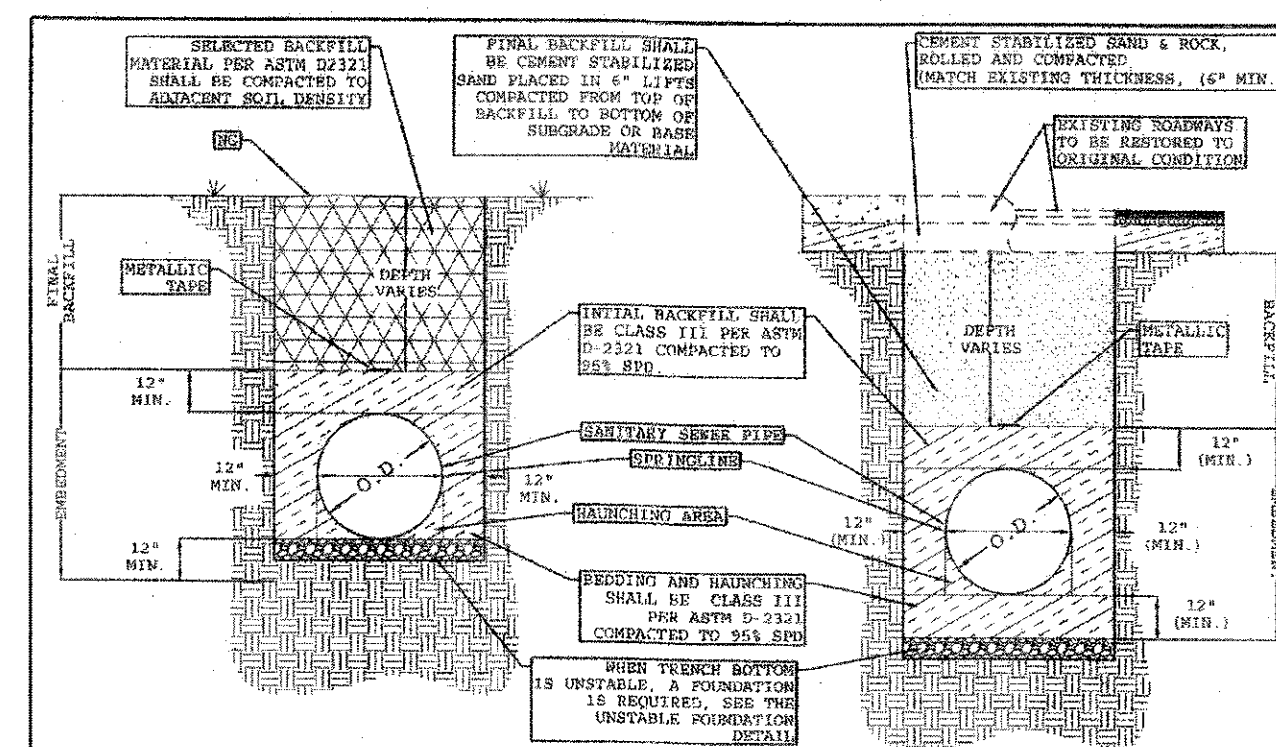 SELECTED BACKFILL
MATERIAL PER ASTM D2321
SHALL BE COMPACTED TO
ADJACENT SOIL DENSITY
NG
FINAL BACKFILL SHALL
BE CEMENT STABILIZED
SAND PLACED IN 6" LIFTS
COMPACTED FROM TOP OF
BACKFILL TO BOTTOM OF
SUBGRADE OR BASE
MATERIAL
CEMENT STABILIZED SAND & ROCK,
ROLLED AND COMPACTED
(MATCH EXISTING THICKNESS, (6" MIN.
EXISTING ROADWAYS
TO BE RESTORED TO
ORIGINAL CONDITION
FINAL
BACKFILL
METALLIC
TAPE
DEPTH
VARIES
INTIAL BACKFILL SHALL
BE CLASS III PER ASTM
D-2321 COMPACTED TO
95% SPD.
DEPTH
VARIES
METALLIC
TAPE
BACKFILL
12"
MIN.
EMBEDMENT
12"
MIN.
O.D.
12"
MIN.
12"
MIN.
SANITARY SEWER PIPE
SPRINGLINE
HAUNCHING AREA
BEDDING AND HAUNCHING
SHALL BE CLASS III
PER ASTM D-2321
COMPACTED TO 95% SPD
WHEN TRENCH BOTTOM
IS UNSTABLE, A FOUNDATION
IS REQUIRED, SEE THE
UNSTABLE FOUNDATION
DETAIL
12"
(MIN.)
12"
(MIN.)
O.D.
12"
(MIN.)
12"
(MIN.)